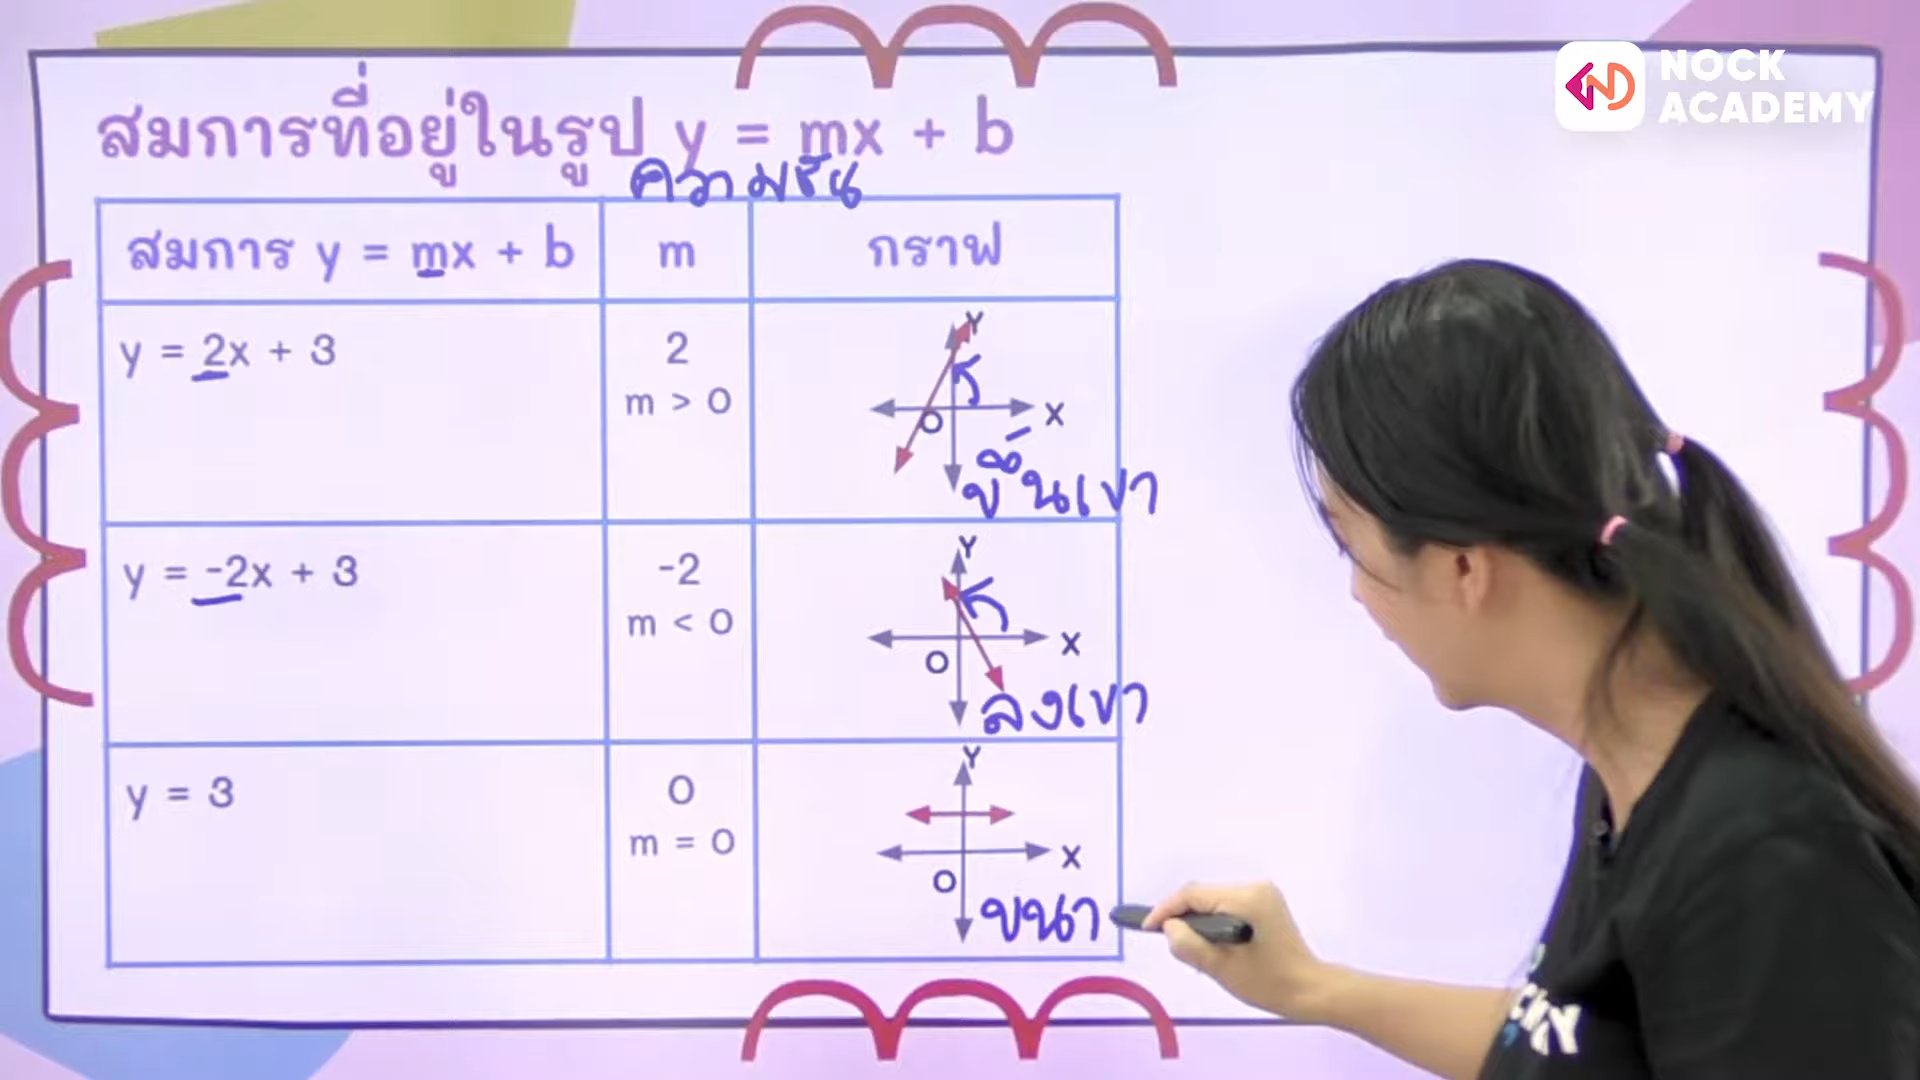 NOCK
ACADEMY
สมการที่อยู่ในรูป y = mx + b
ความชัน
สมการ y = mx + b
m
กราฟ
y = 2x + 3
2
m > 0
Y
X
O
ขึ้นเขา
y = -2x + 3
-2
m < 0
Y
X
O
ลงเขา
y = 3
0
m = 0
Y
X
O
ขนา